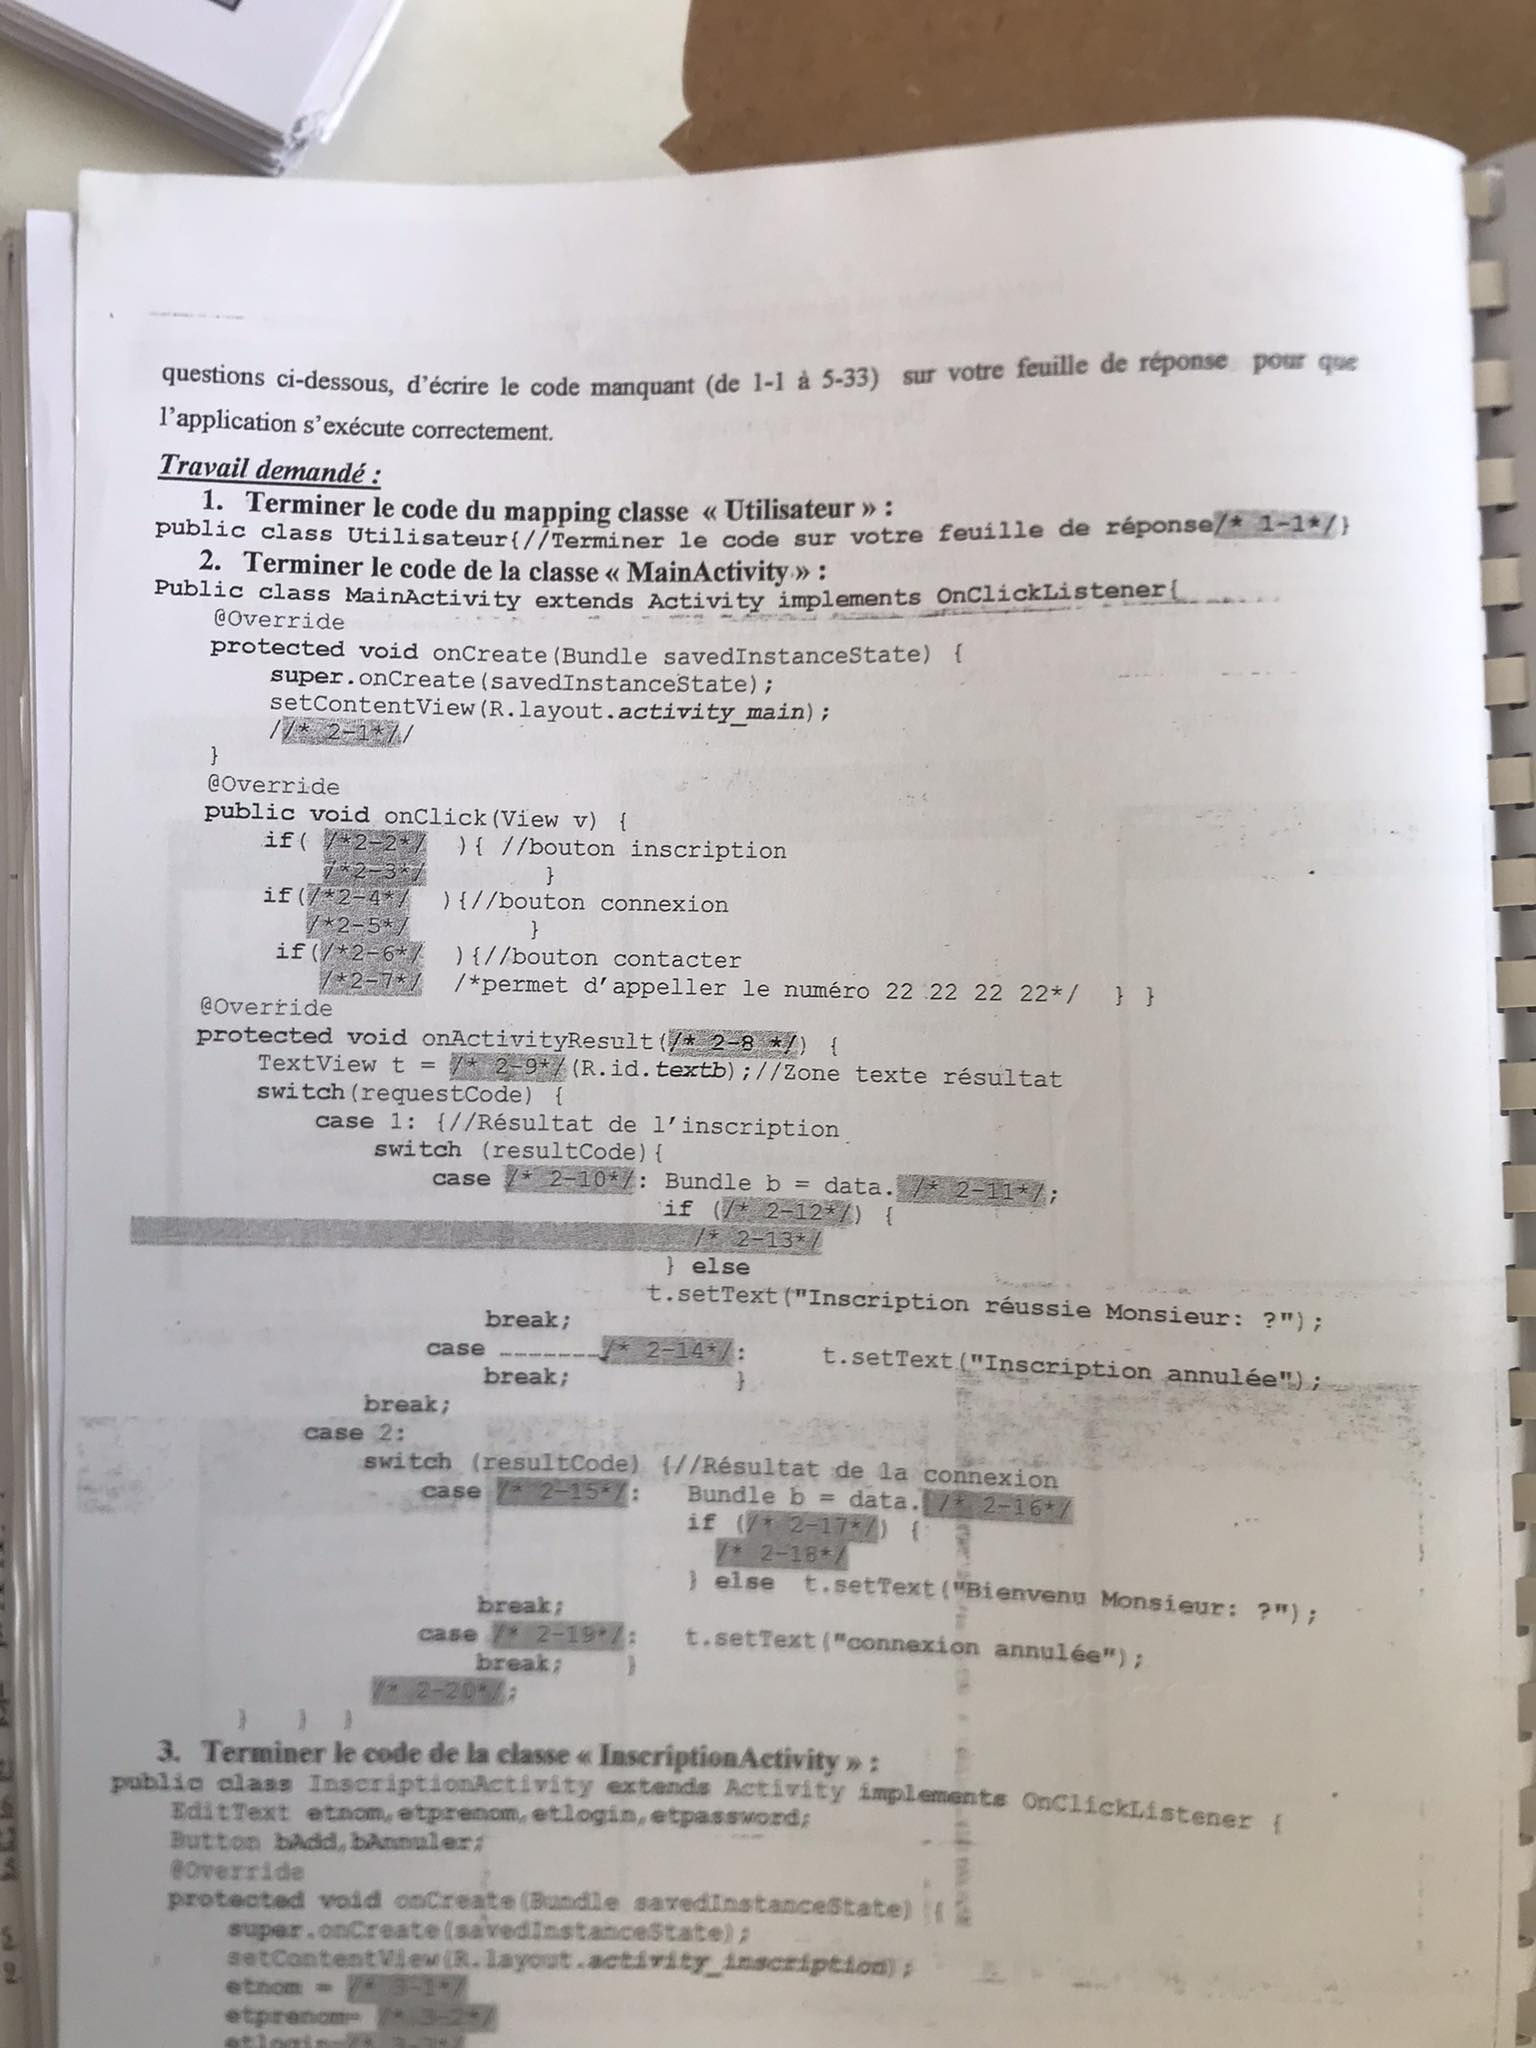 questions ci-dessous, d'écrire le code manquant (de 1-1 à 5-33) sur votre feuille de réponse pour que
l'application s'exécute correctement.
Travail demandé :
1. Terminer le code du mapping classe « Utilisateur » :
public class Utilisateur{//Terminer le code sur votre feuille de réponse/* 1-1*/}
2. Terminer le code de la classe « MainActivity » :
Public class MainActivity extends Activity implements OnClickListener{
@Override
protected void onCreate(Bundle savedInstanceState) {
super.onCreate(savedInstanceState);
setContentView(R.layout.activity_main);
//* 2-1*//
}
@Override
public void onClick(View v) {
if( /*2-2*/ ){ //bouton inscription
/*2-3*/ }
if(/*2-4*/ ){//bouton connexion
/*2-5*/ }
if(/*2-6*/ ){//bouton contacter
/*2-7*/ /*permet d'appeller le numéro 22 22 22 22*/ } }
@Override
protected void onActivityResult(/* 2-8 */) {
TextView t = /* 2-9*/(R.id.textb);//Zone texte résultat
switch(requestCode) {
case 1: {//Résultat de l'inscription
switch (resultCode){
case /* 2-10*/: Bundle b = data. /* 2-11*/;
if (/* 2-12*/) {
/* 2-13*/
} else
t.setText("Inscription réussie Monsieur: ?");
break;
case /* 2-14*/: t.setText("Inscription annulée");
break; }
break;
case 2:
switch (resultCode) {//Résultat de la connexion
case /* 2-15*/: Bundle b = data. /* 2-16*/
if (/* 2-17*/) {
/* 2-18*/
} else t.setText("Bienvenu Monsieur: ?");
break;
case /* 2-19*/: t.setText("connexion annulée");
break; }
/* 2-20*/;
} } }
3. Terminer le code de la classe « InscriptionActivity » :
public class InscriptionActivity extends Activity implements OnClickListener {
EditText etnom,etprenom,etlogin,etpassword;
Button bAdd,bAnnuler;
@Override
protected void onCreate(Bundle savedInstanceState) {
super.onCreate(savedInstanceState);
setContentView(R.layout.activity_inscription);
etnom = /* 3-1*/
etprenom= /* 3-2*/
etlogin=/* 3-3*/